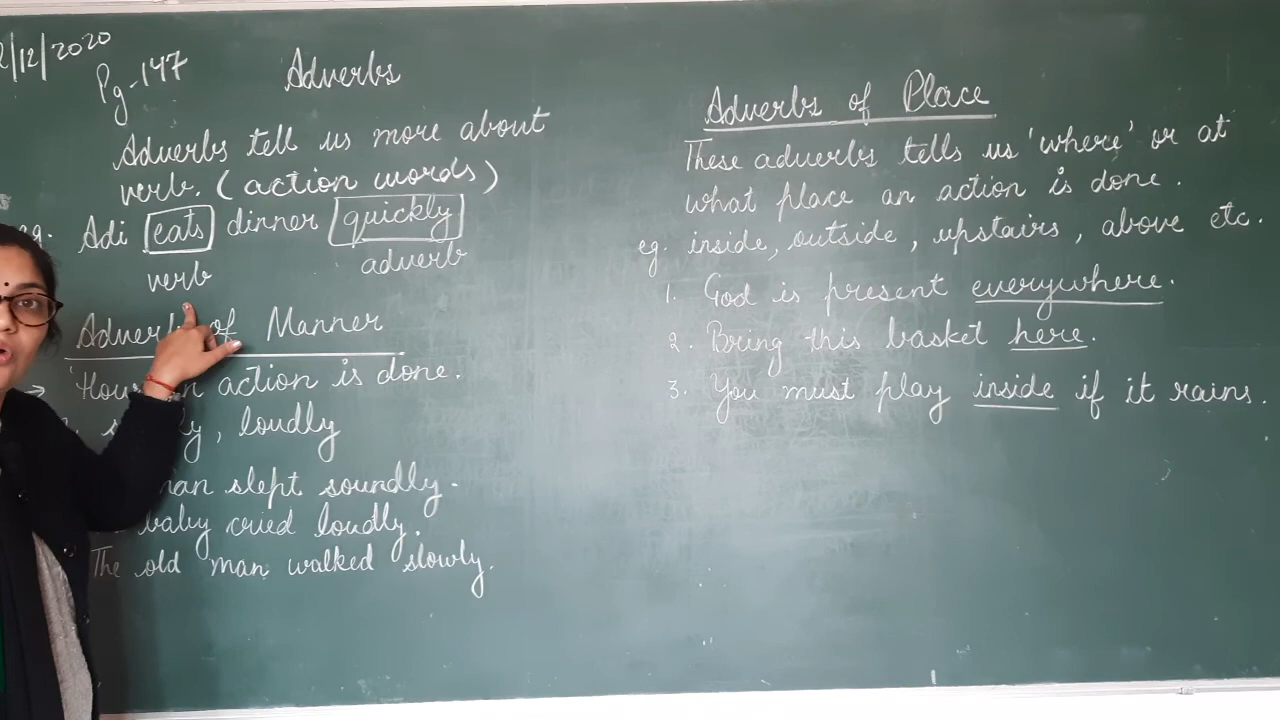 2/12/2020
Pg-147
Adverbs
Adverbs tell us more about
verb. (action words)
eg. Adi eats dinner quickly
verb adverb
Adverb of Manner
→ 'How an action is done.
loudly
man slept soundly.
baby cried loudly.
The old man walked slowly.
Adverbs of Place
These adverbs tells us 'where' or at
what place an action is done.
eg. inside, outside, upstairs, above etc.
1. God is present everywhere.
2. Bring this basket here.
3. You must play inside if it rains.